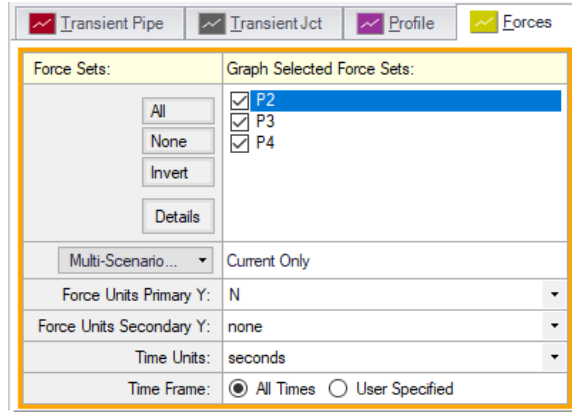 Transient Pipe Transient Jct Profile Forces
Force Sets: Graph Selected Force Sets:
All
None
Invert
Details
P2
P3
P4
Multi-Scenario... Current Only
Force Units Primary Y: N
Force Units Secondary Y: none
Time Units: seconds
Time Frame: All Times User Specified